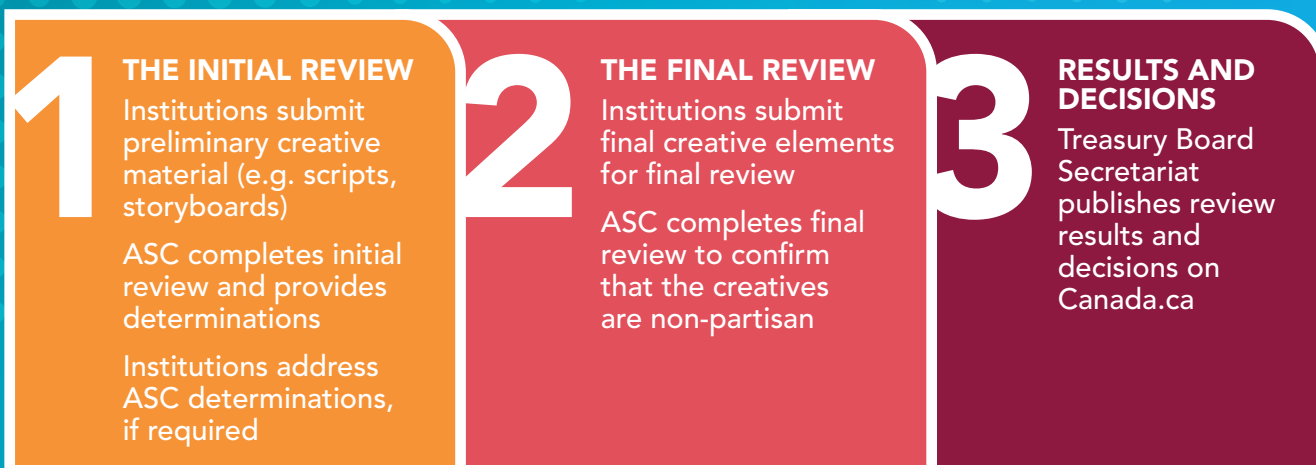 1
THE INITIAL REVIEW
Institutions submit
preliminary creative
material (e.g. scripts,
storyboards)
ASC completes initial
review and provides
determinations
Institutions address
ASC determinations,
if required
2
THE FINAL REVIEW
Institutions submit
final creative elements
for final review
ASC completes final
review to confirm
that the creatives
are non-partisan
3
RESULTS AND
DECISIONS
Treasury Board
Secretariat
publishes review
results and
decisions on
Canada.ca